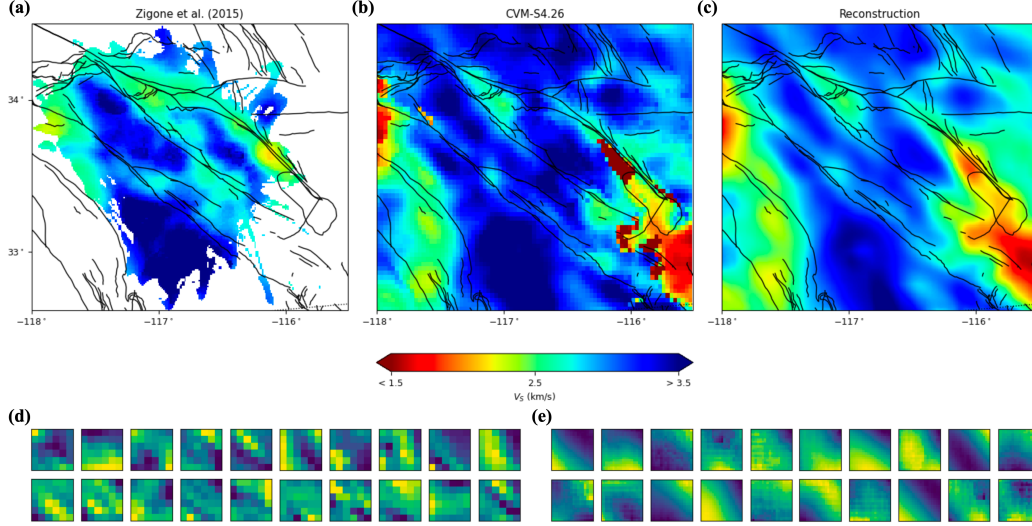 (a) Zigone et al. (2015)
(b) CVM-S4.26
(c) Reconstruction
34°
33°
−118° −117° −116°
−118° −117° −116°
−118° −117° −116°
< 1.5 2.5 > 3.5
VS (km/s)
(d)
(e)